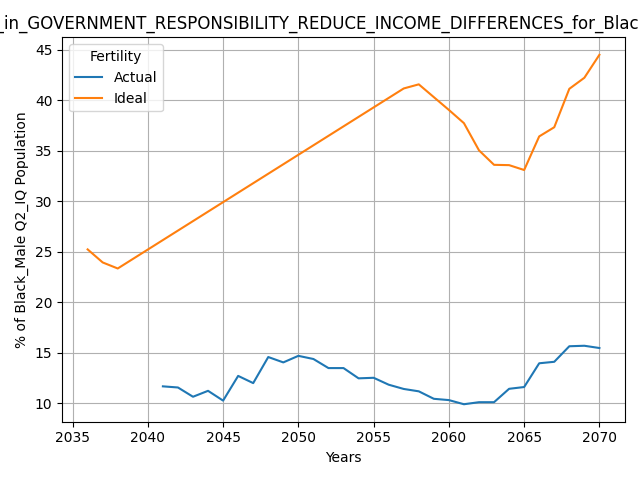 _in_GOVERNMENT_RESPONSIBILITY_REDUCE_INCOME_DIFFERENCES_for_Blac
Fertility
Actual
Ideal
% of Black_Male Q2_IQ Population
45
40
35
30
25
20
15
10
2035 2040 2045 2050 2055 2060 2065 2070
Years